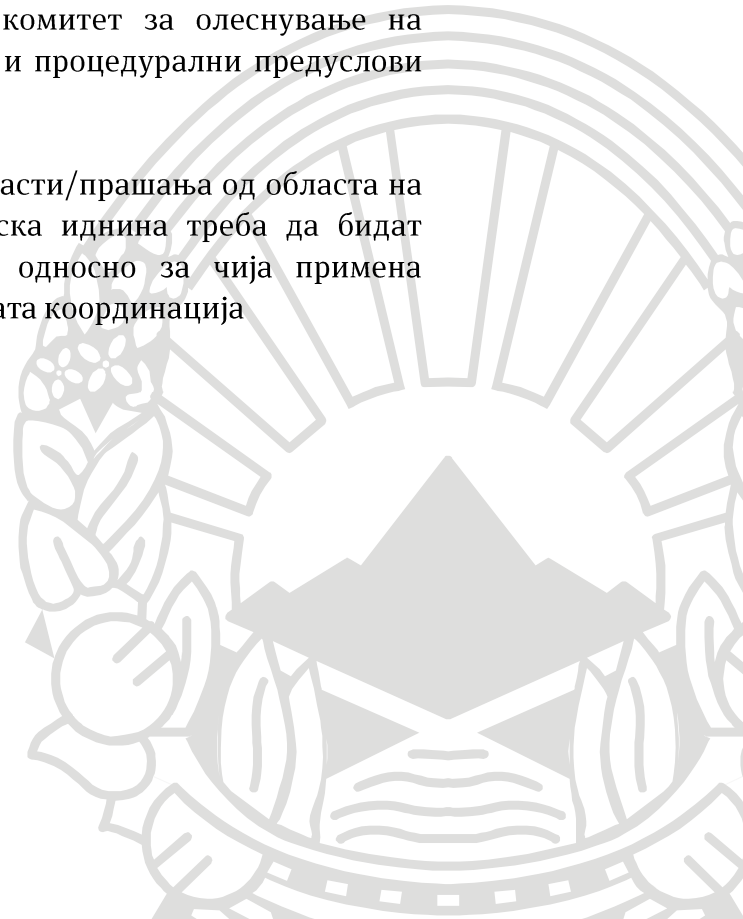 комитет за олеснување на
и процедурални предуслови
асти/прашања од областа на
ска иднина треба да бидат
односно за чија примена
ата координација